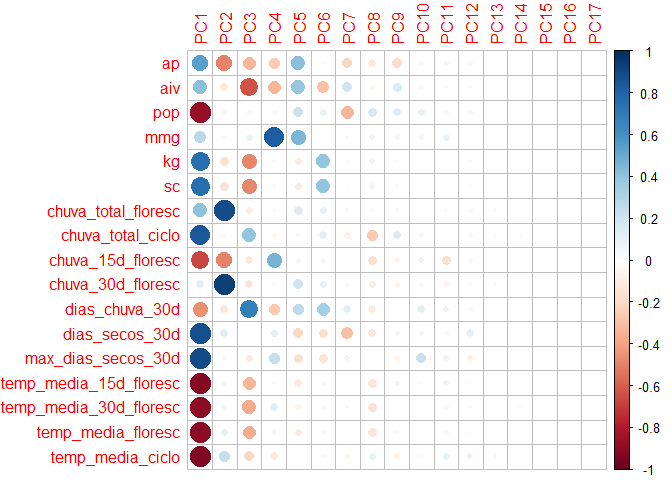 PC1 PC2 PC3 PC4 PC5 PC6 PC7 PC8 PC9 PC10 PC11 PC12 PC13 PC14 PC15 PC16 PC17
ap
aiv
pop
mmg
kg
sc
chuva_total_floresc
chuva_total_ciclo
chuva_15d_floresc
chuva_30d_floresc
dias_chuva_30d
dias_secos_30d
max_dias_secos_30d
temp_media_15d_floresc
temp_media_30d_floresc
temp_media_floresc
temp_media_ciclo
1
0.8
0.6
0.4
0.2
0
-0.2
-0.4
-0.6
-0.8
-1